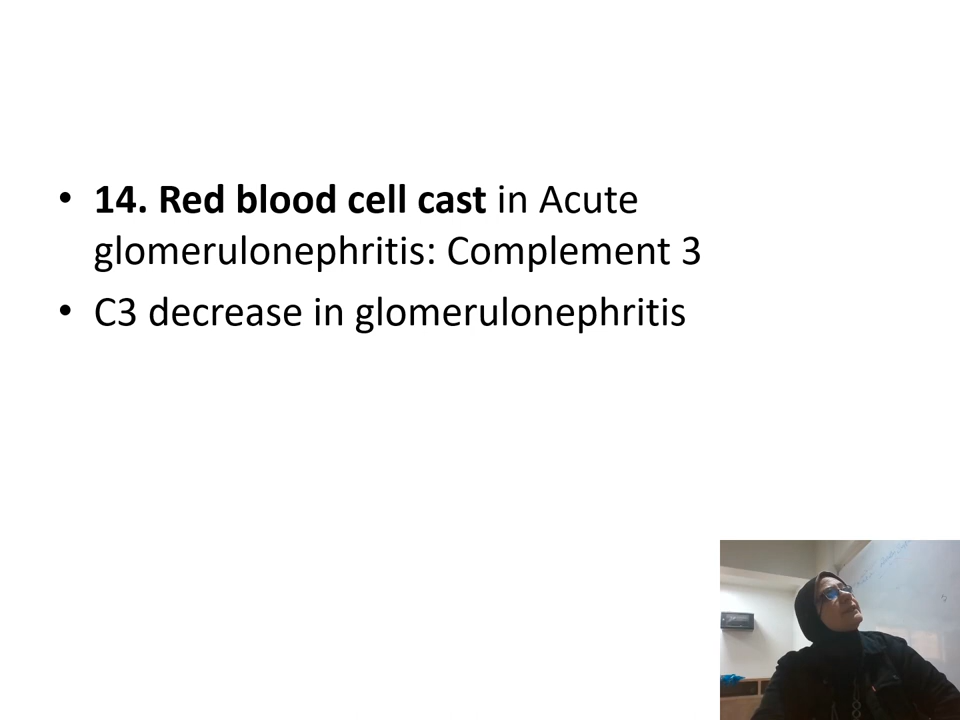 • 14. Red blood cell cast in Acute
glomerulonephritis: Complement 3
• C3 decrease in glomerulonephritis